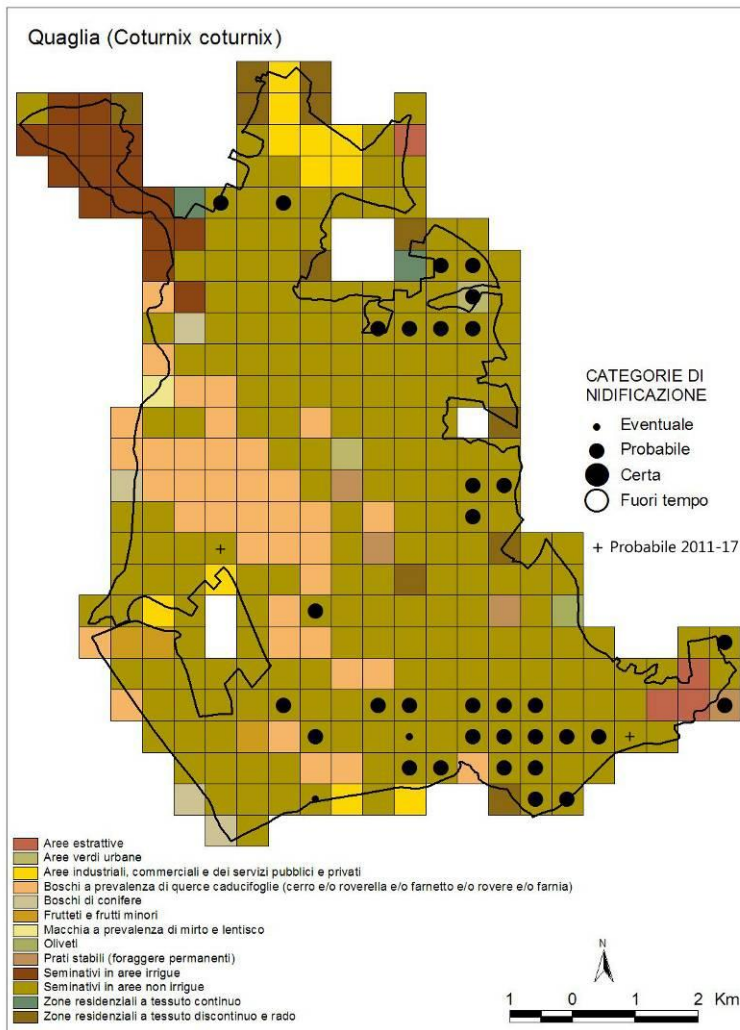 Quaglia (Coturnix coturnix)
CATEGORIE DI
NIDIFICAZIONE
Eventuale
Probabile
Certa
Fuori tempo
+ Probabile 2011-17
Aree estrattive
Aree verdi urbane
Aree industriali, commerciali e dei servizi pubblici e privati
Boschi a prevalenza di querce caducifoglie (cerro e/o roverella e/o farnetto e/o rovere e/o farnia)
Boschi di conifere
Frutteti e frutti minori
Macchia a prevalenza di mirto e lentisco
Oliveti
Prati stabili (foraggere permanenti)
Seminativi in aree irrigue
Seminativi in aree non irrigue
Zone residenziali a tessuto continuo
Zone residenziali a tessuto discontinuo e rado
N
1 0 1 2 Km